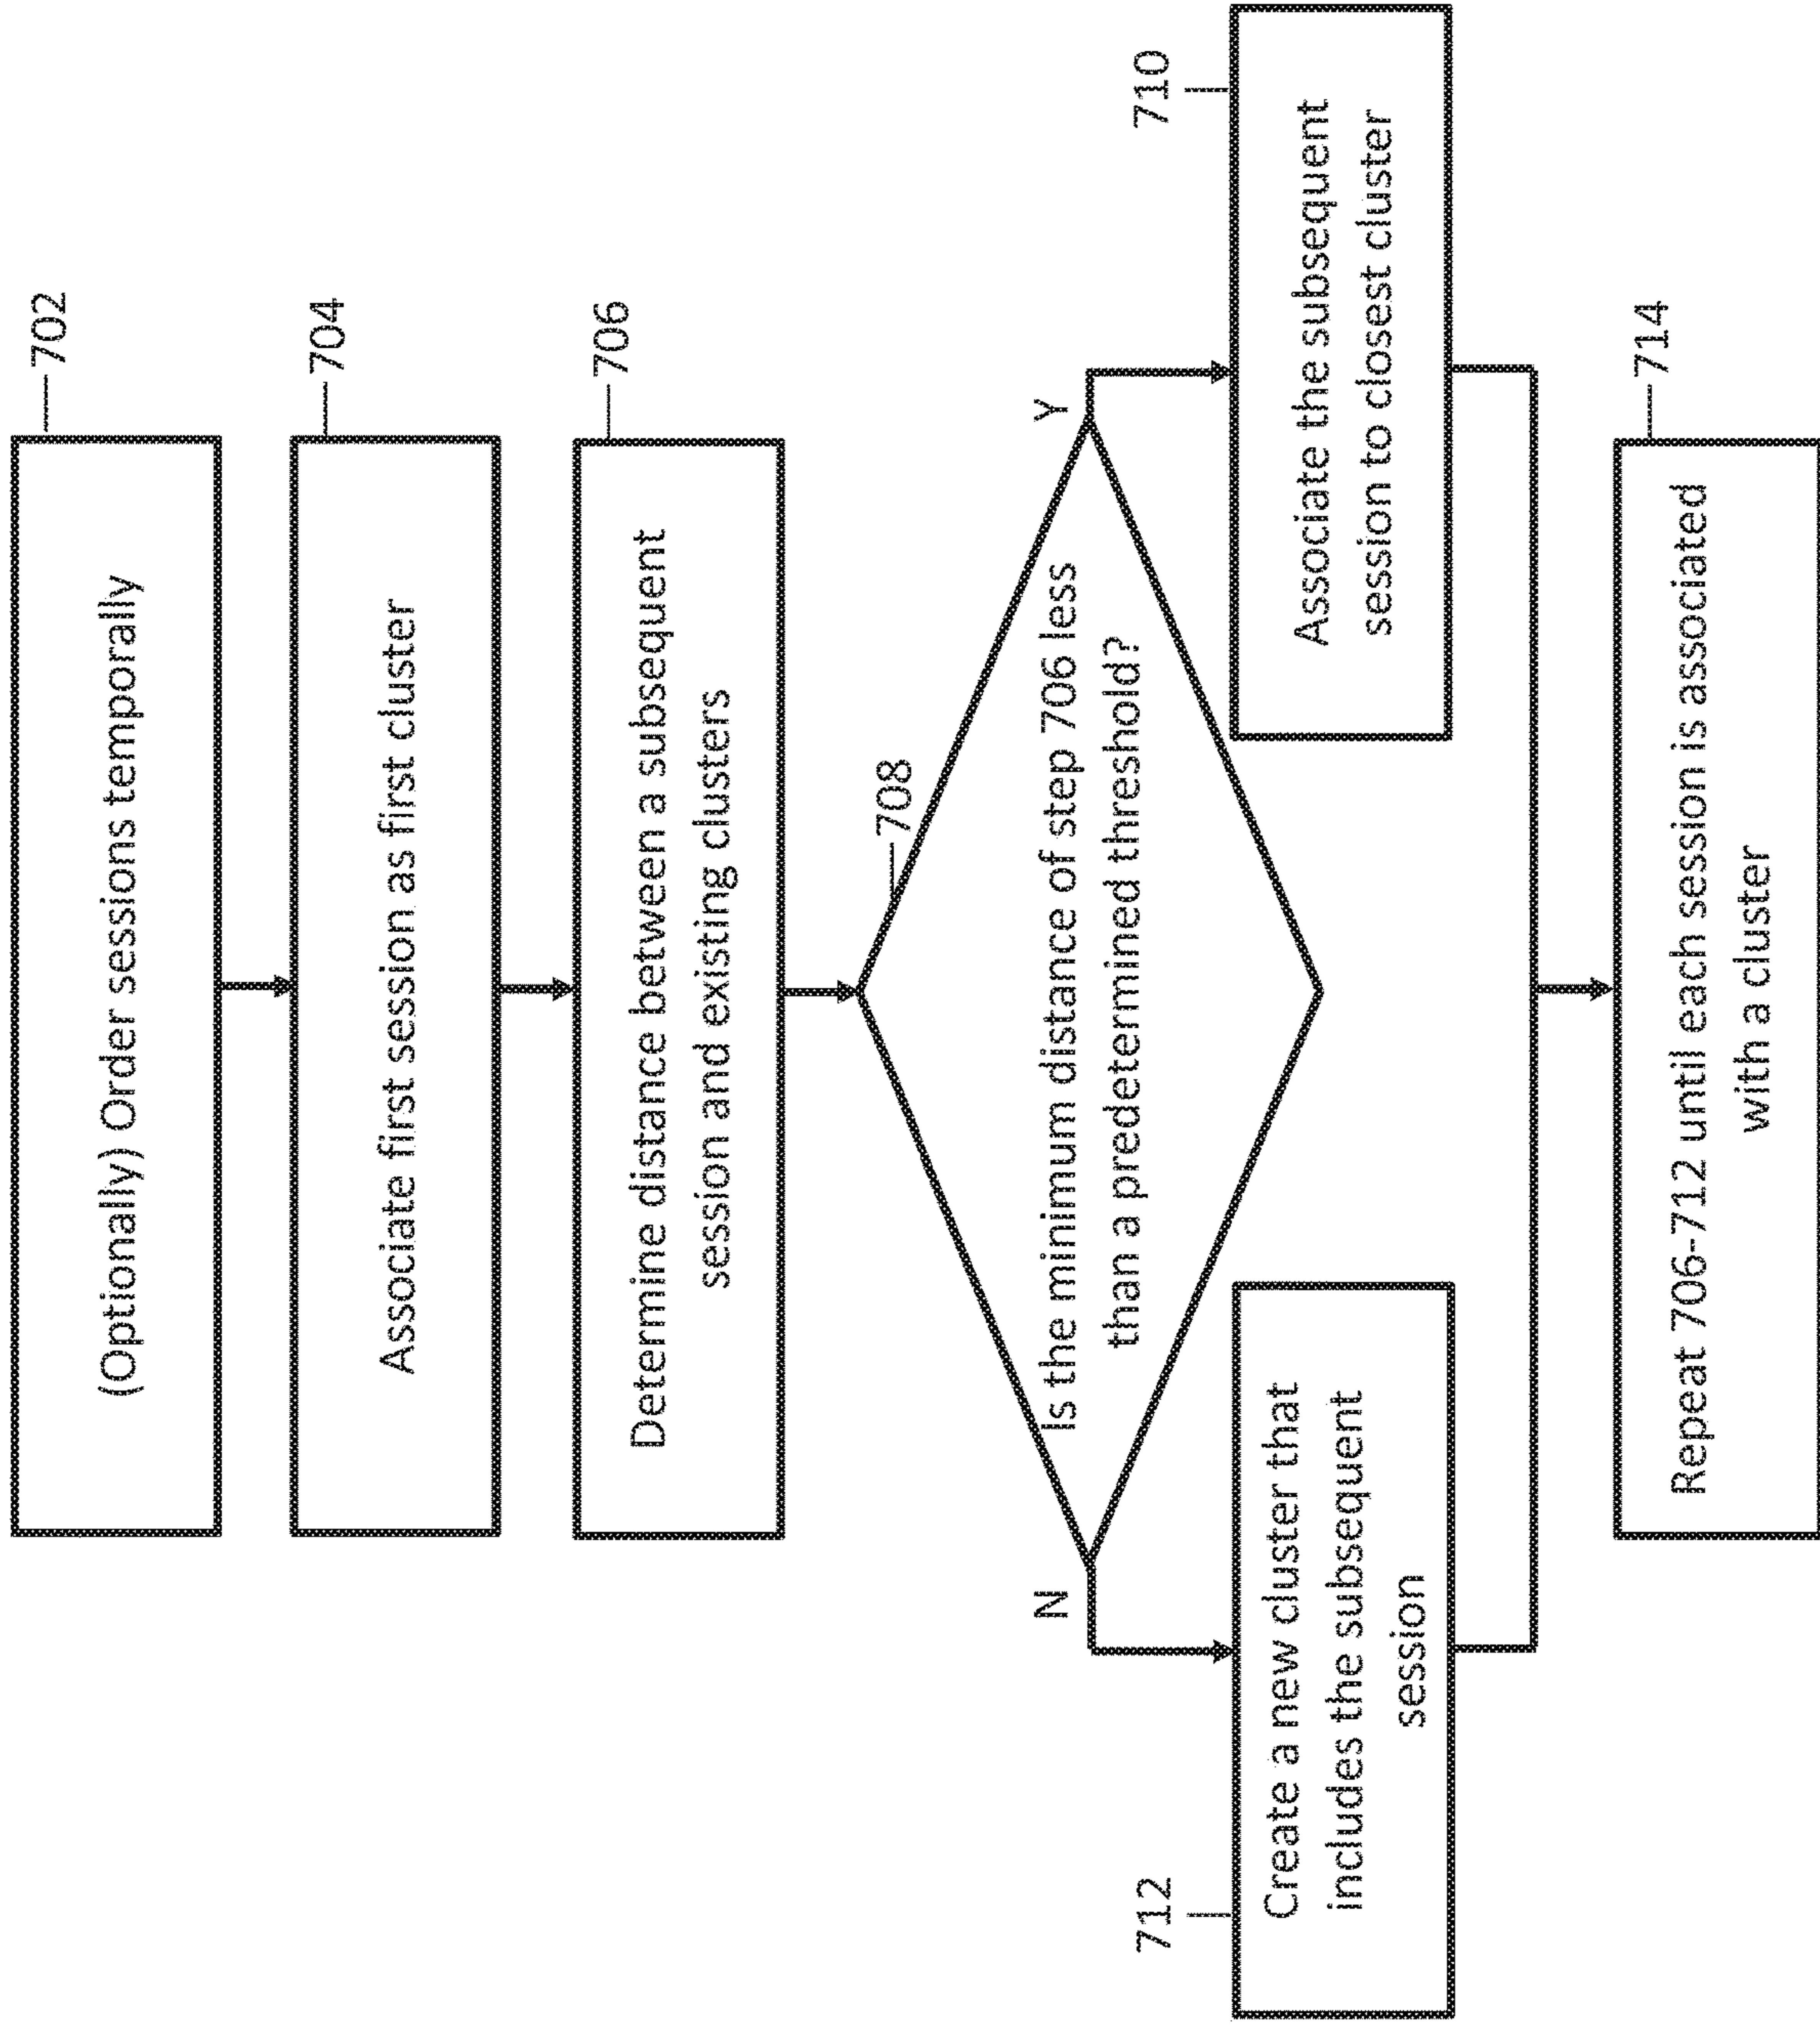 702
(Optionally) Order sessions temporally
704
Associate first session as first cluster
706
Determine distance between a subsequent
session and existing clusters
708
Is the minimum distance of step 706 less
than a predetermined threshold?
N
Y
712
Create a new cluster that
includes the subsequent
session
710
Associate the subsequent
session to closest cluster
714
Repeat 706-712 until each session is associated
with a cluster